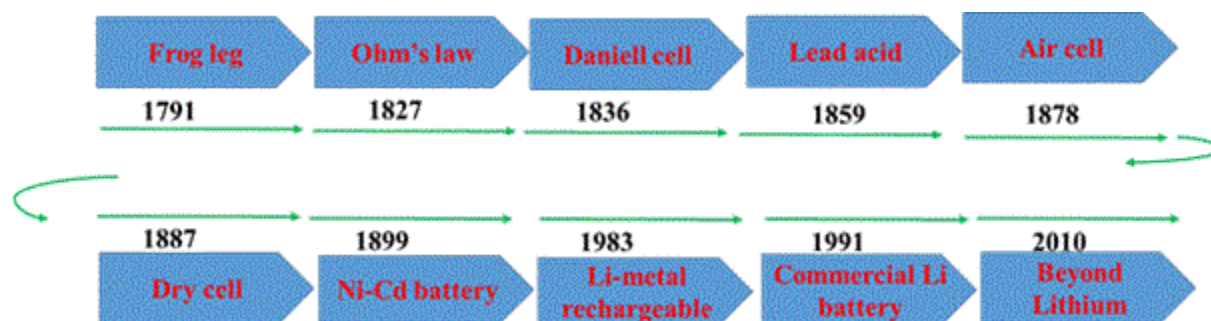 Frog leg
Ohm's law
Daniell cell
Lead acid
Air cell
1791
1827
1836
1859
1878
1887
1899
1983
1991
2010
Dry cell
Ni-Cd battery
Li-metal
rechargeable
Commercial Li
battery
Beyond
Lithium